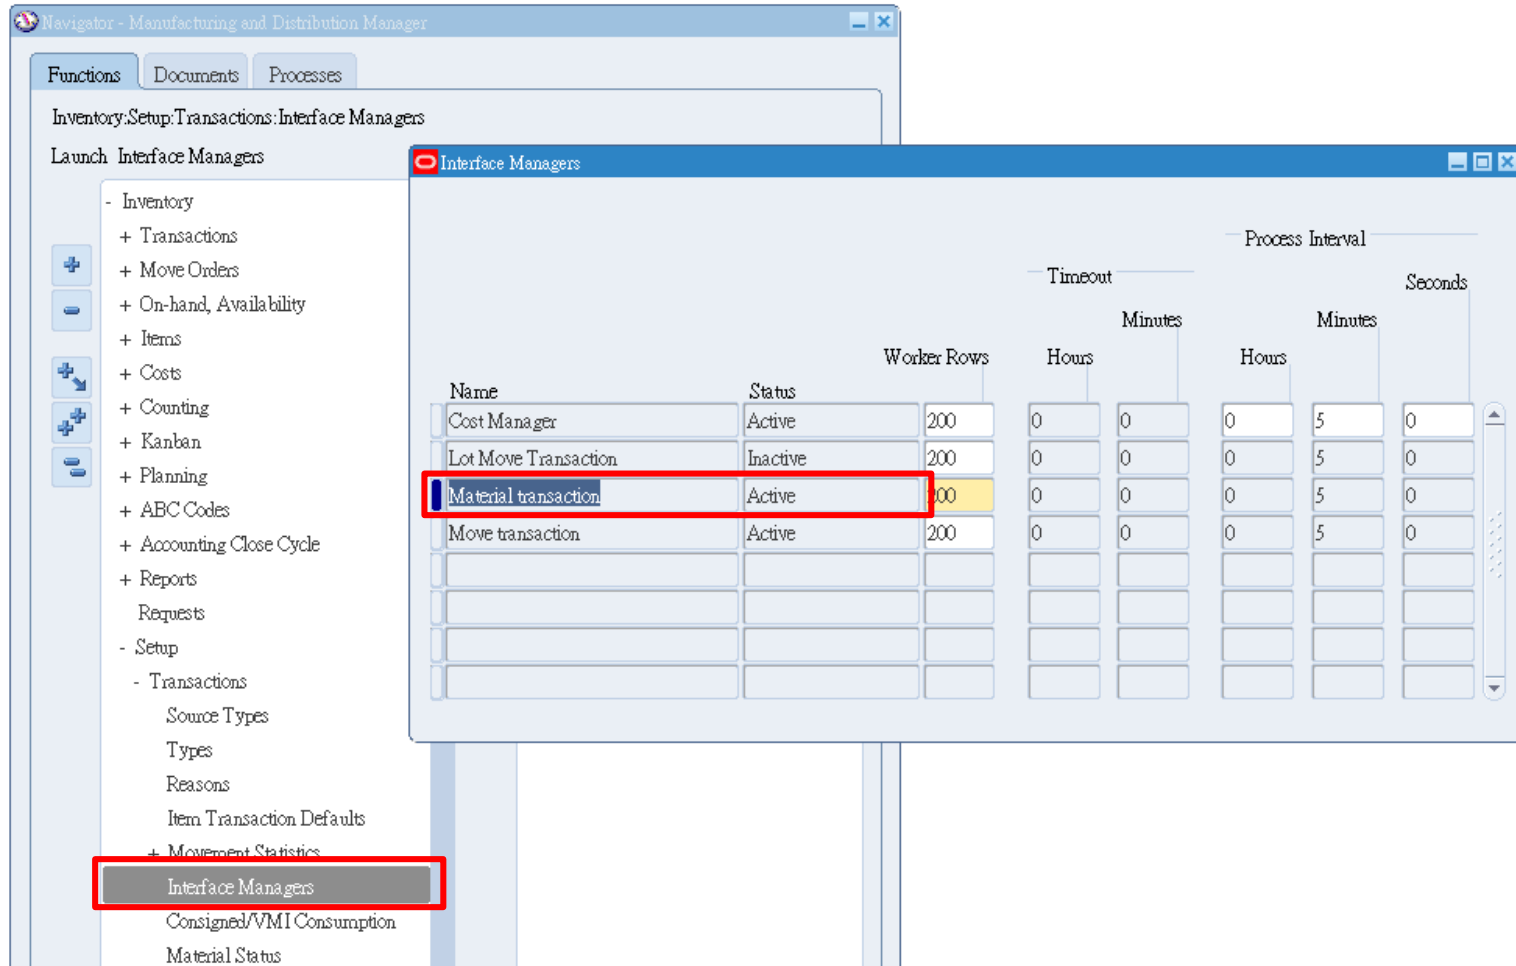 Navigator - Manufacturing and Distribution Manager
Functions Documents Processes
Inventory:Setup:Transactions:Interface Managers
Launch Interface Managers
- Inventory
+ Transactions
+ Move Orders
+ On-hand, Availability
+ Items
+ Costs
+ Counting
+ Kanban
+ Planning
+ ABC Codes
+ Accounting Close Cycle
+ Reports
Requests
- Setup
- Transactions
Source Types
Types
Reasons
Item Transaction Defaults
+ Movement Statistics
Interface Managers
Consigned/VMI Consumption
Material Status
Interface Managers
Process Interval
Timeout
Seconds
Minutes Minutes
Worker Rows Hours Hours
Name Status
Cost Manager Active 200 0 0 0 5 0
Lot Move Transaction Inactive 200 0 0 0 5 0
Material transaction Active 200 0 0 0 5 0
Move transaction Active 200 0 0 0 5 0